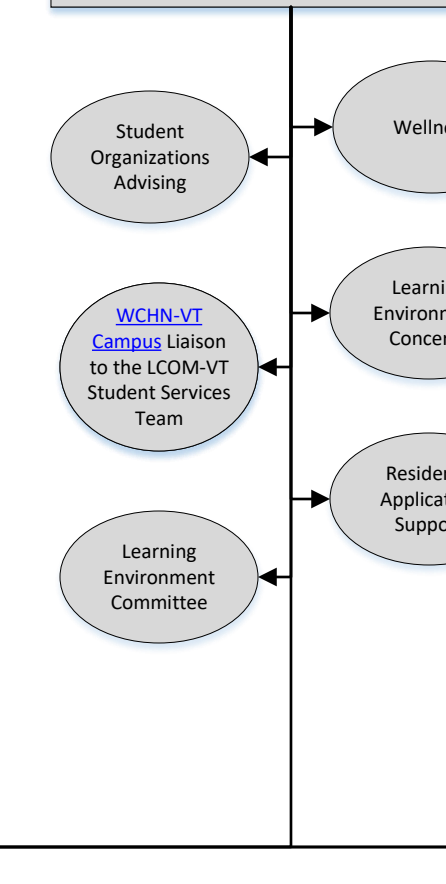 Student
Organizations
Advising
WCHN-VT
Campus Liaison
to the LCOM-VT
Student Services
Team
Learning
Environment
Committee